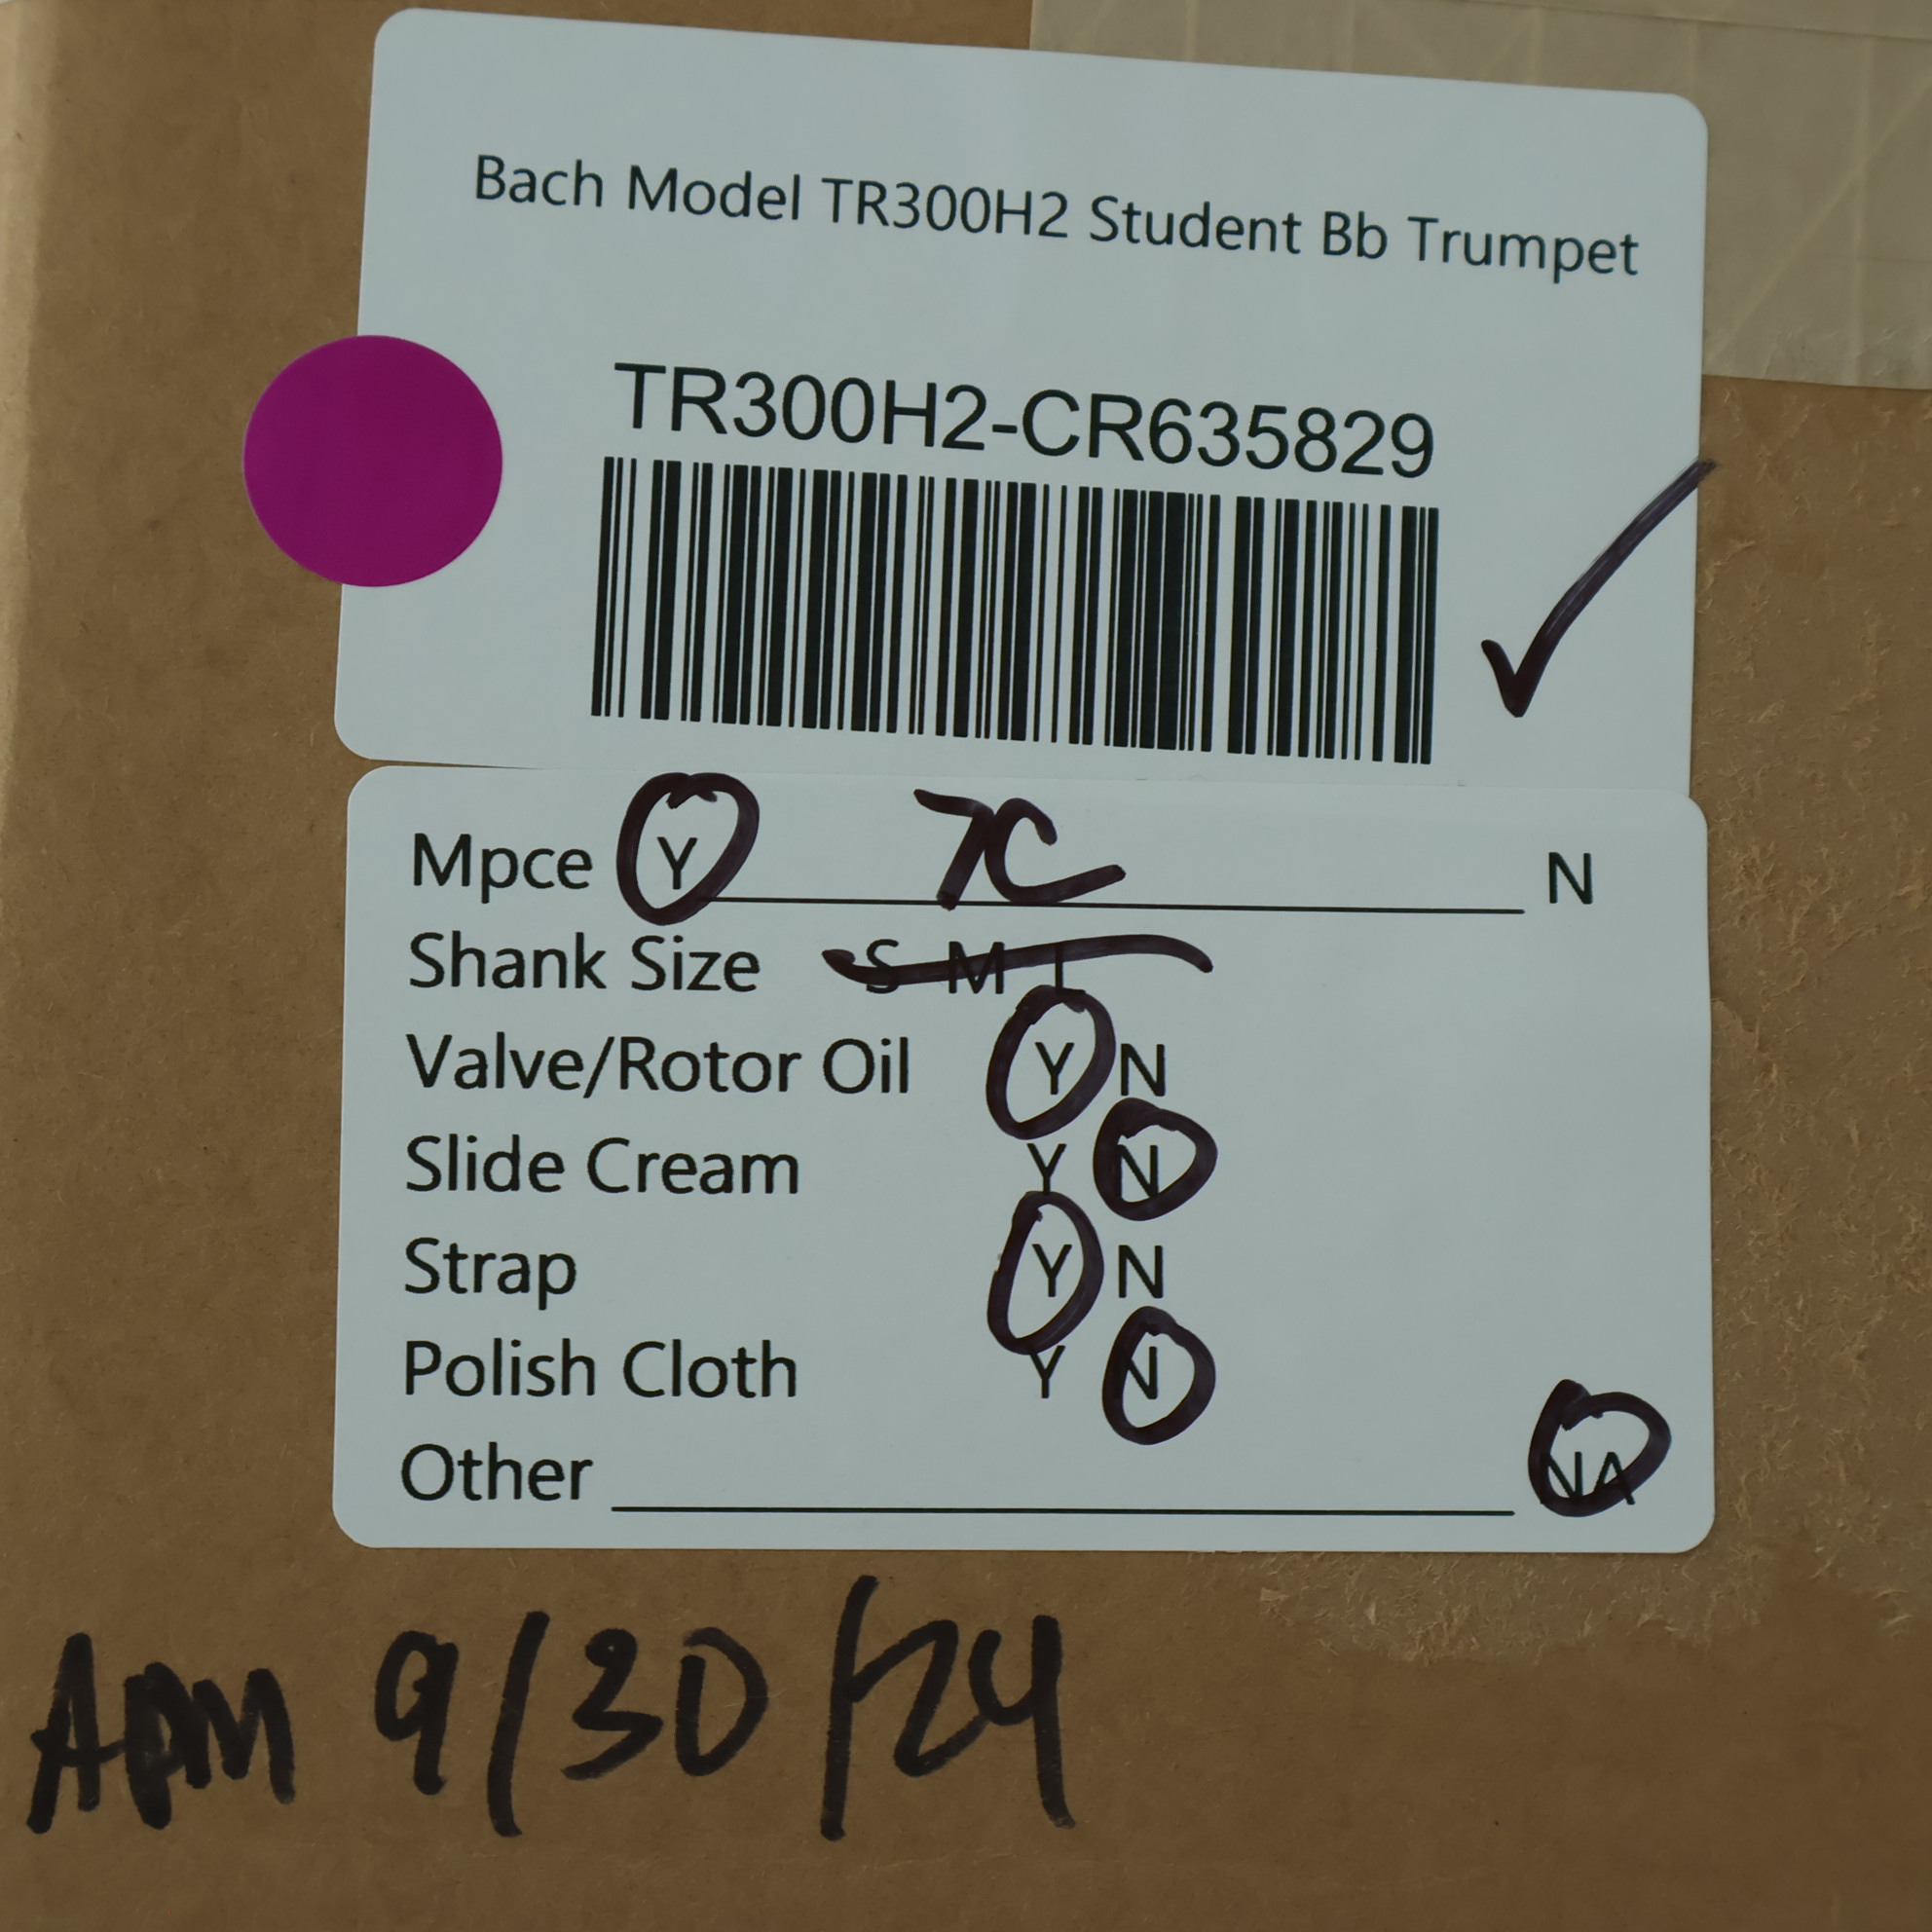 Bach Model TR300H2 Student Bb Trumpet
TR300H2-CR635829
Mpce Y 7C N
Shank Size S M L
Valve/Rotor Oil Y N
Slide Cream Y N
Strap Y N
Polish Cloth Y N
Other NA
9/30/24